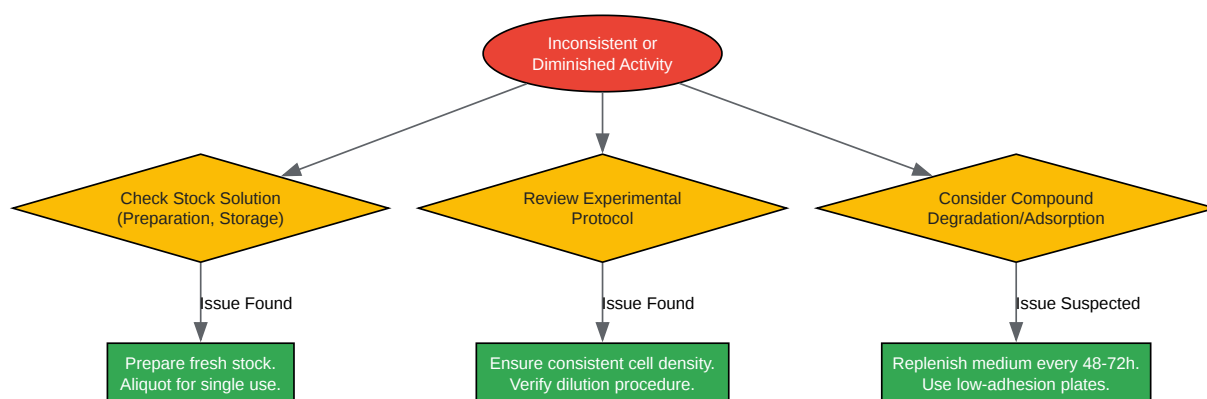 Inconsistent or
Diminished Activity
Check Stock Solution
(Preparation, Storage)
Review Experimental
Protocol
Consider Compound
Degradation/Adsorption
Issue Found
Issue Found
Issue Suspected
Prepare fresh stock.
Aliquot for single use.
Ensure consistent cell density.
Verify dilution procedure.
Replenish medium every 48-72h.
Use low-adhesion plates.